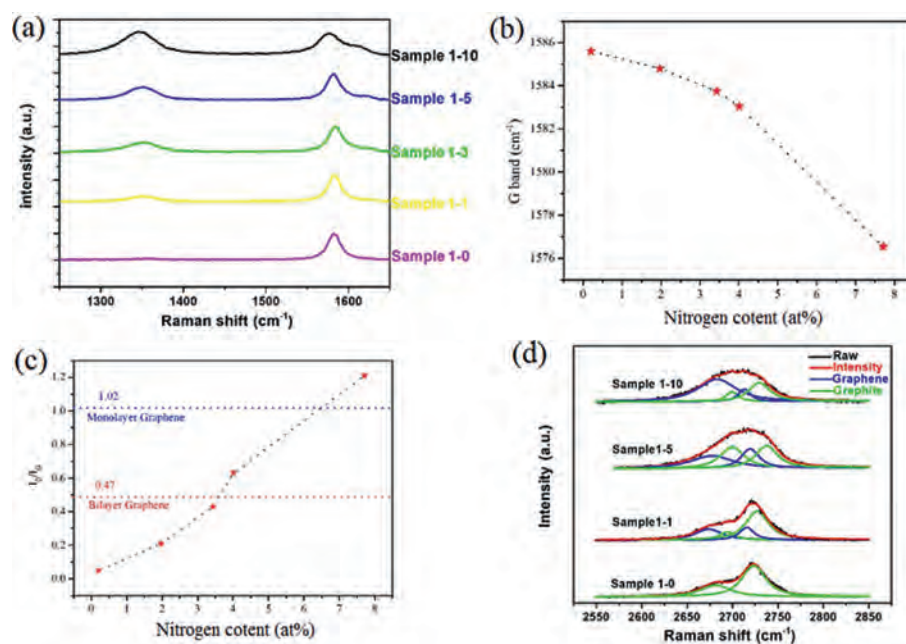 (a)
Sample 1-10
Sample 1-5
Sample 1-3
Sample 1-1
Sample 1-0
intensity (a.u.)
1300 1400 1500 1600
Raman shift (cm-1)
(b)
1586
1584
1582
1580
1578
1576
G band (cm-1)
0 1 2 3 4 5 6 7 8
Nitrogen cotent (at%)
(c)
1.2
1.0
0.8
0.6
0.4
0.2
0.0
1.02
Monolayer Graphene
0.47
Bilayer Graphene
0 1 2 3 4 5 6 7 8
Nitrogen cotent (at%)
(d)
Raw
Intensity
Graphene
Graphite
Sample 1-10
Sample1-5
Sample1-1
Sample 1-0
Intensity (a.u.)
2550 2600 2650 2700 2750 2800 2850
Raman shift (cm-1)